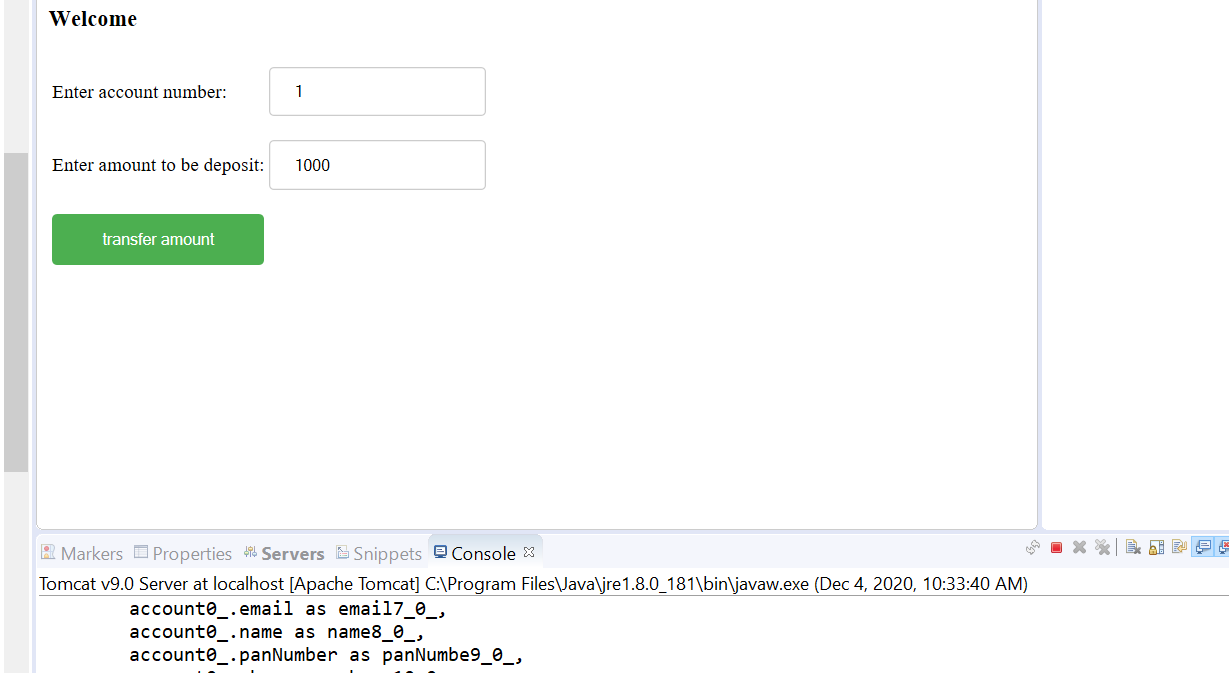 Welcome
Enter account number: 1
Enter amount to be deposit: 1000
transfer amount
Markers Properties Servers Snippets Console
Tomcat v9.0 Server at localhost [Apache Tomcat] C:\Program Files\Java\jre1.8.0_181\bin\javaw.exe (Dec 4, 2020, 10:33:40 AM)
account0_.email as email7_0_,
account0_.name as name8_0_,
account0_.panNumber as panNumbe9_0_,